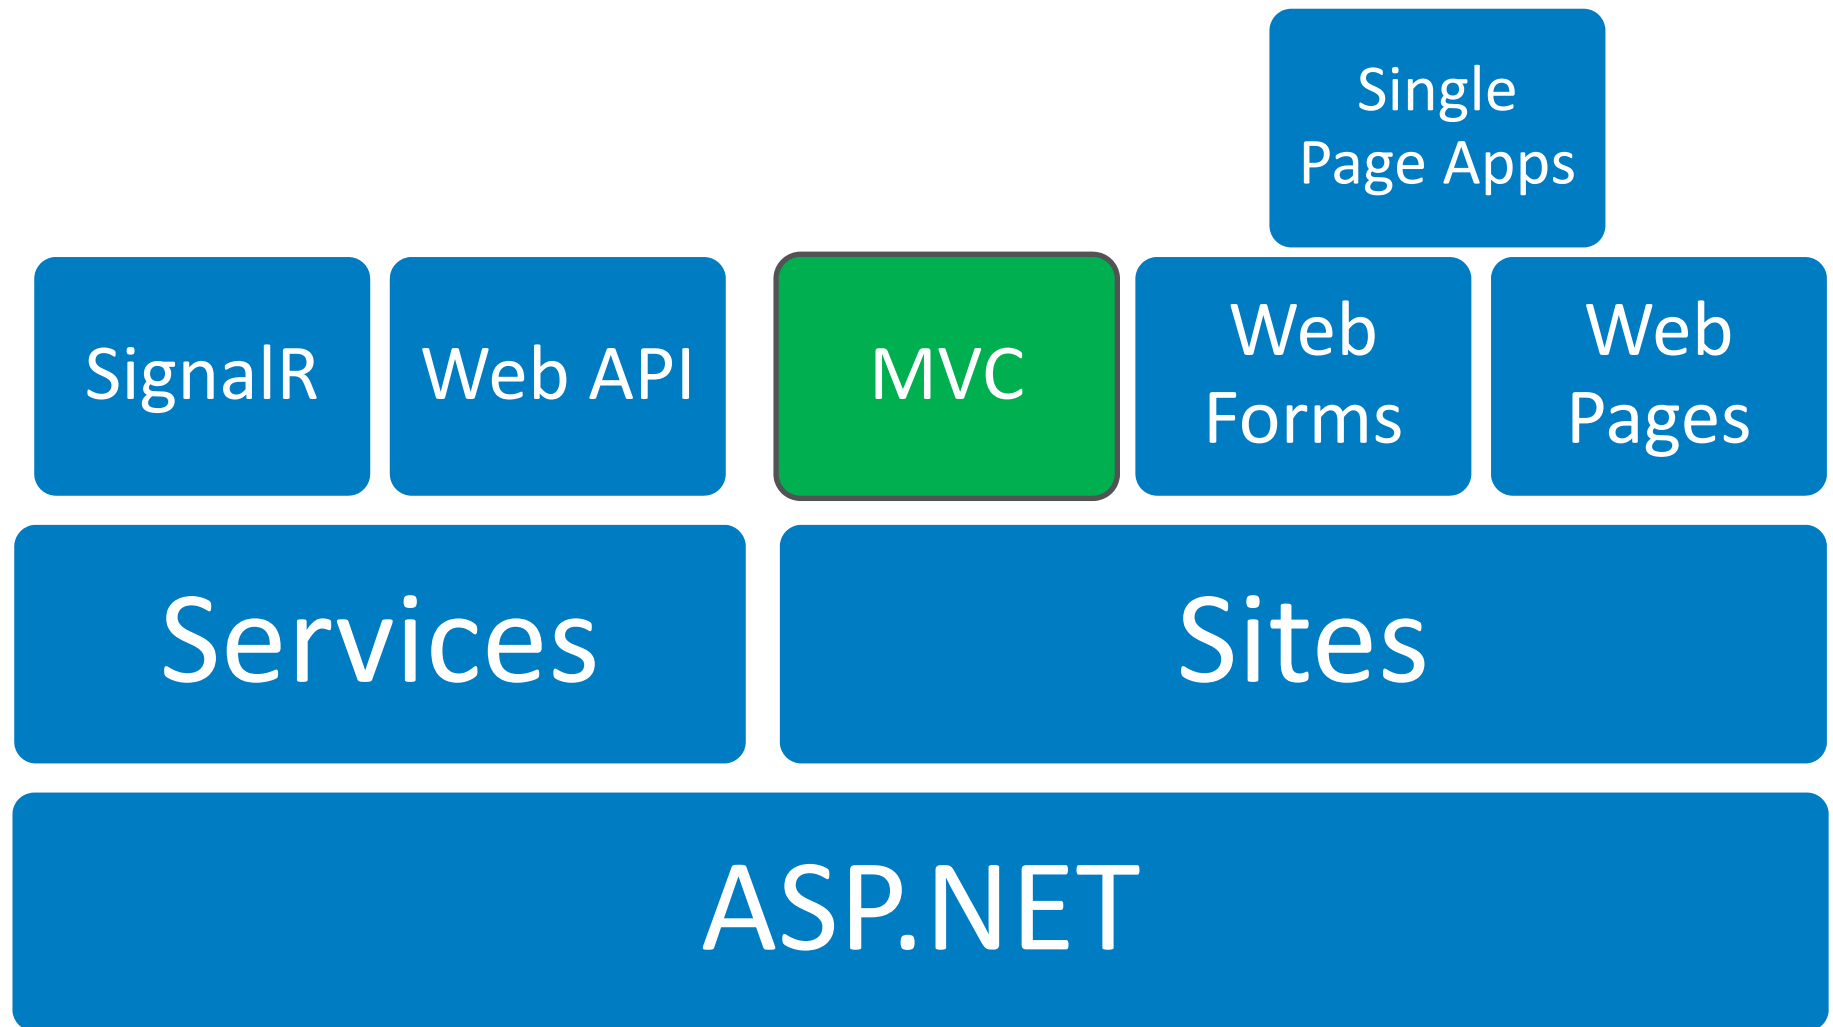 Single
Page Apps
SignalR
Web API
MVC
Web
Forms
Web
Pages
Services
Sites
ASP.NET